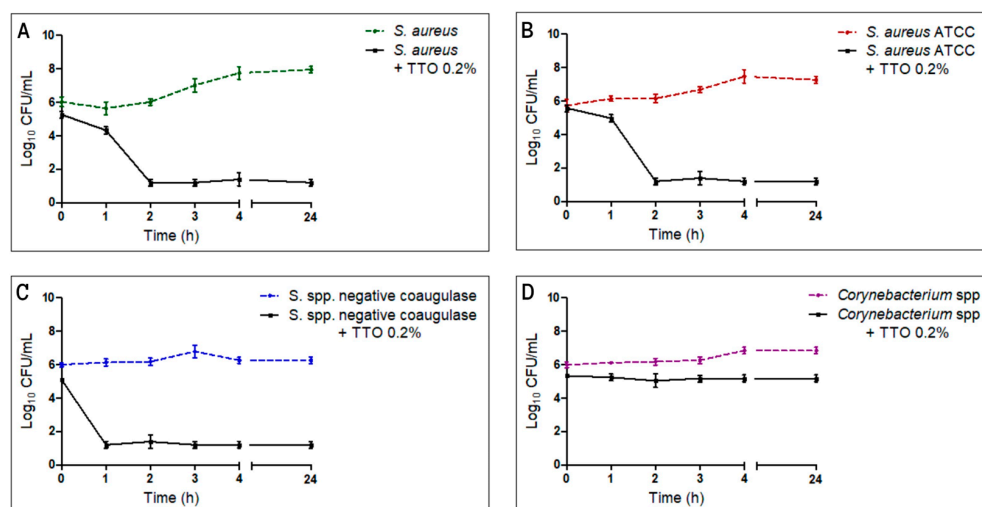 A
S. aureus
S. aureus
+ TTO 0.2%
10
8
6
4
2
0
Log10 CFU/mL
0 1 2 3 4 24
Time (h)
B
S. aureus ATCC
S. aureus ATCC
+ TTO 0.2%
10
8
6
4
2
0
Log10 CFU/mL
0 1 2 3 4 24
Time (h)
C
S. spp. negative coaugulase
S. spp. negative coaugulase
+ TTO 0.2%
10
8
6
4
2
0
Log10 CFU/mL
0 1 2 3 4 24
Time (h)
D
Corynebacterium spp
Corynebacterium spp
+ TTO 0.2%
10
8
6
4
2
0
Log10 CFU/mL
0 1 2 3 4 24
Time (h)